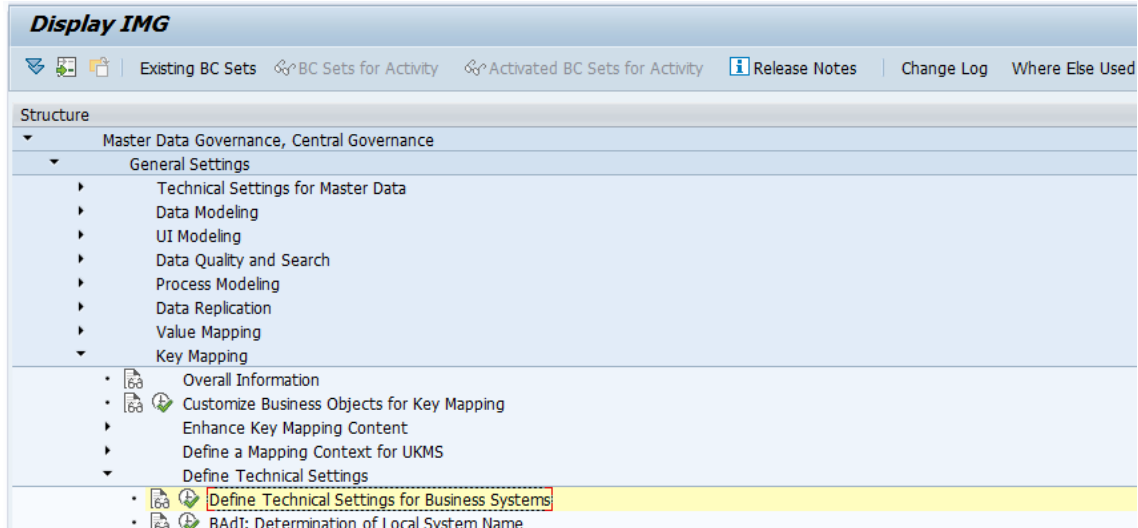 Display IMG
Existing BC Sets BC Sets for Activity Activated BC Sets for Activity Release Notes Change Log Where Else Used
Structure
Master Data Governance, Central Governance
General Settings
Technical Settings for Master Data
Data Modeling
UI Modeling
Data Quality and Search
Process Modeling
Data Replication
Value Mapping
Key Mapping
Overall Information
Customize Business Objects for Key Mapping
Enhance Key Mapping Content
Define a Mapping Context for UKMS
Define Technical Settings
Define Technical Settings for Business Systems
BAdI: Determination of Local System Name